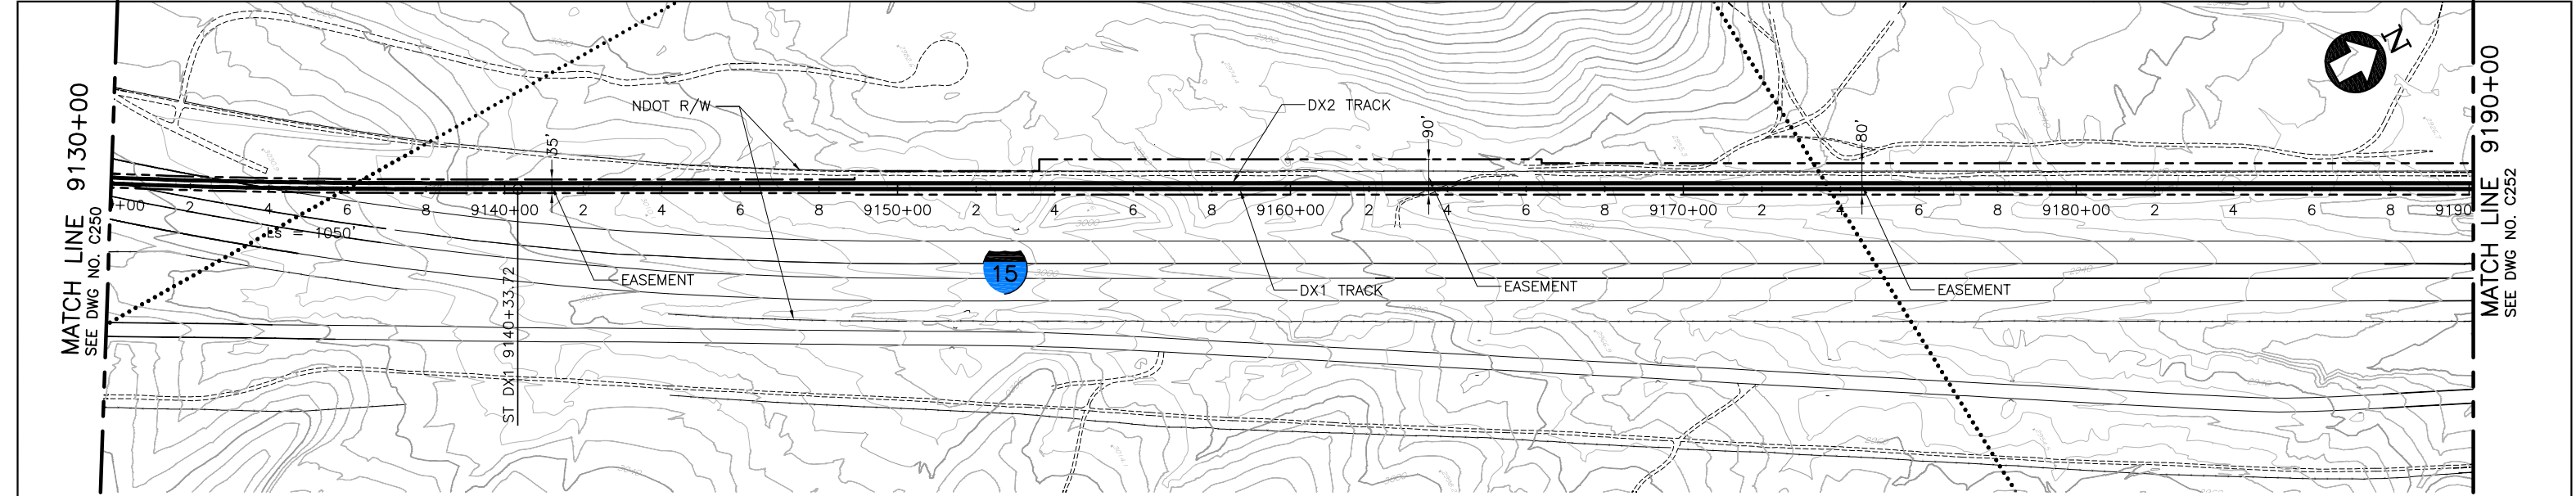 MATCH LINE 9130+00
SEE DWG NO. C250
NDOT R/W
DX2 TRACK
35'
90'
80'
N
+00 2 4 6 8 9140+00 2 4 6 8 9150+00 2 4 6 8 9160+00 2 4 6 8 9170+00 2 4 6 8 9180+00 2 4 6 8 9190
Ls = 1050'
ST DX1 9140+33.72
EASEMENT
15
DX1 TRACK
EASEMENT
EASEMENT
MATCH LINE 9190+00
SEE DWG NO. C252